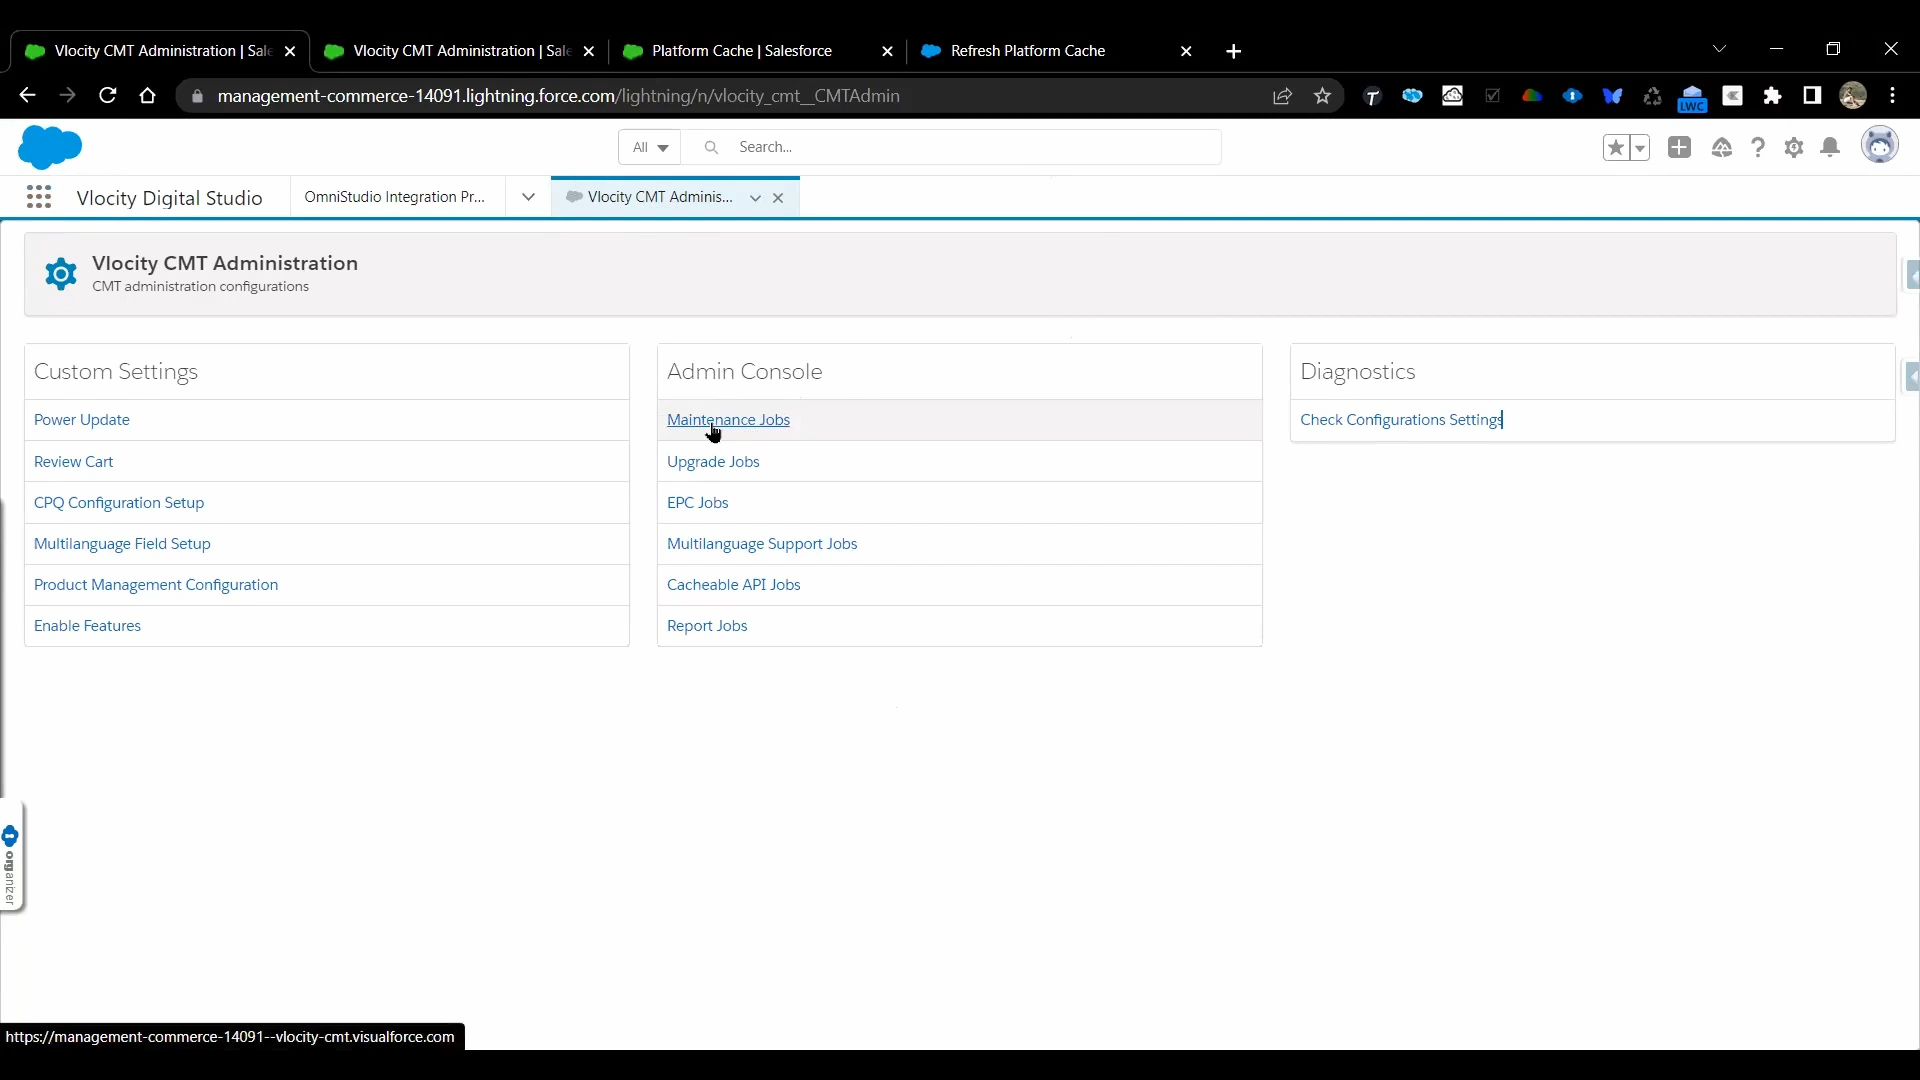 Vlocity CMT Administration | Sale
Vlocity CMT Administration | Sale
Platform Cache | Salesforce
Refresh Platform Cache
management-commerce-14091.lightning.force.com/lightning/n/vlocity_cmt__CMTAdmin
LWC
All
Search...
Vlocity Digital Studio
OmniStudio Integration Pr...
Vlocity CMT Adminis...
Vlocity CMT Administration
CMT administration configurations
Custom Settings
Power Update
Review Cart
CPQ Configuration Setup
Multilanguage Field Setup
Product Management Configuration
Enable Features
Admin Console
Maintenance Jobs
Upgrade Jobs
EPC Jobs
Multilanguage Support Jobs
Cacheable API Jobs
Report Jobs
Diagnostics
Check Configurations Settings
organizer
https://management-commerce-14091--vlocity-cmt.visualforce.com